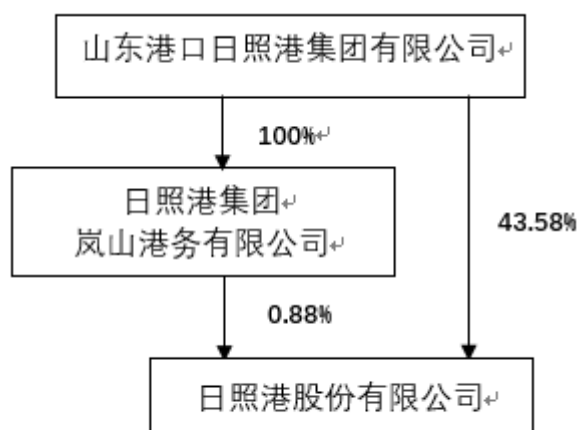 山东港口日照港集团有限公司
100%
日照港集团
岚山港务有限公司
43.58%
0.88%
日照港股份有限公司